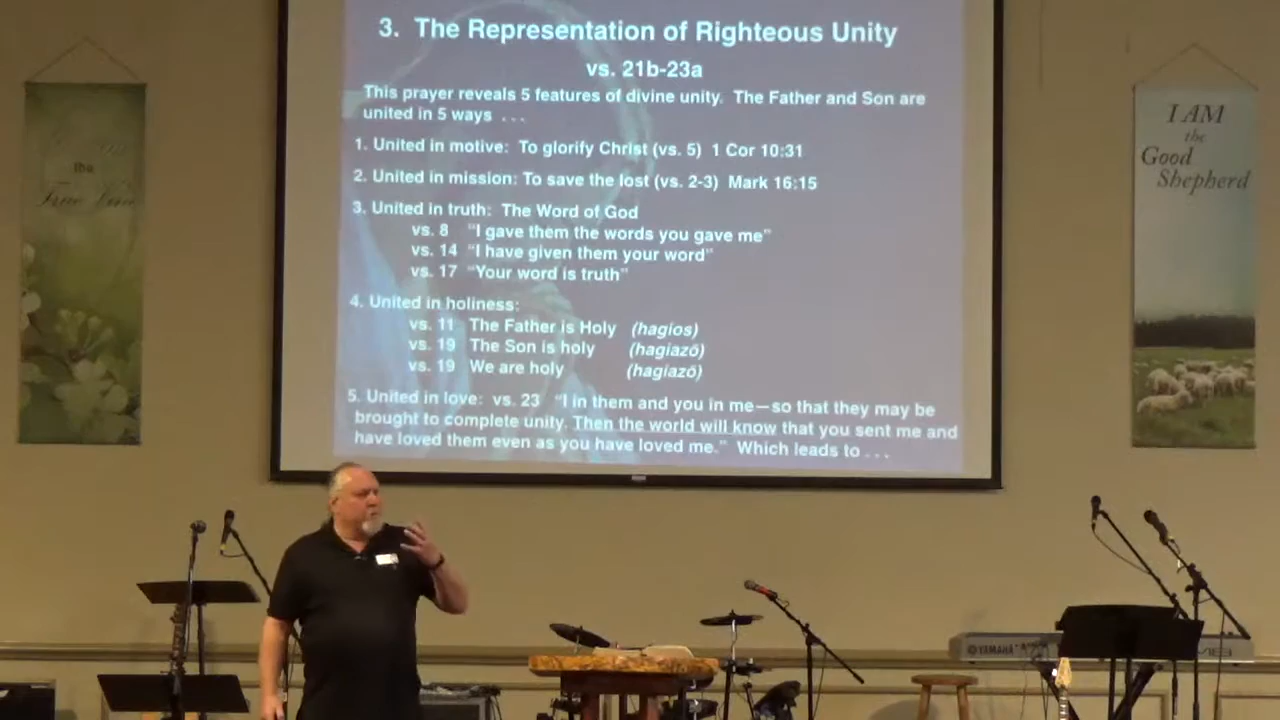 3. The Representation of Righteous Unity
vs. 21b-23a
This prayer reveals 5 features of divine unity. The Father and Son are
united in 5 ways ...
1. United in motive: To glorify Christ (vs. 5) 1 Cor 10:31
2. United in mission: To save the lost (vs. 2-3) Mark 16:15
3. United in truth: The Word of God
vs. 8 "I gave them the words you gave me"
vs. 14 "I have given them your word"
vs. 17 "Your word is truth"
4. United in holiness:
vs. 11 The Father is Holy (hagios)
vs. 19 The Son is holy (hagiazō)
vs. 19 We are holy (hagiazō)
5. United in love: vs. 23 "I in them and you in me—so that they may be
brought to complete unity. Then the world will know that you sent me and
have loved them even as you have loved me." Which leads to ...
the
I AM
the
Good
Shepherd
YAMAHA